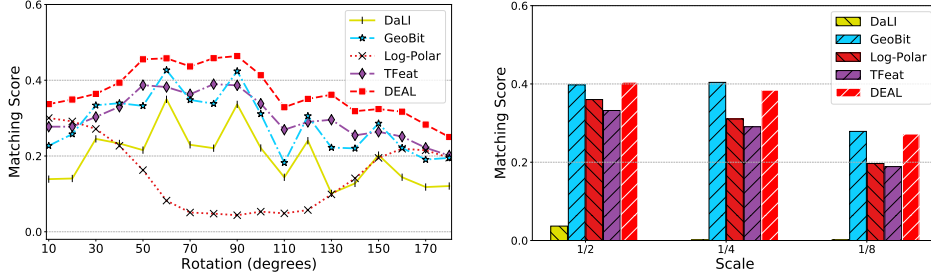 0.6
0.4
0.2
0.0
Matching Score
10 30 50 70 90 110 130 150 170
Rotation (degrees)
DaLI
GeoBit
Log-Polar
TFeat
DEAL
0.6
0.4
0.2
0.0
Matching Score
1/2 1/4 1/8
Scale
DaLI
GeoBit
Log-Polar
TFeat
DEAL